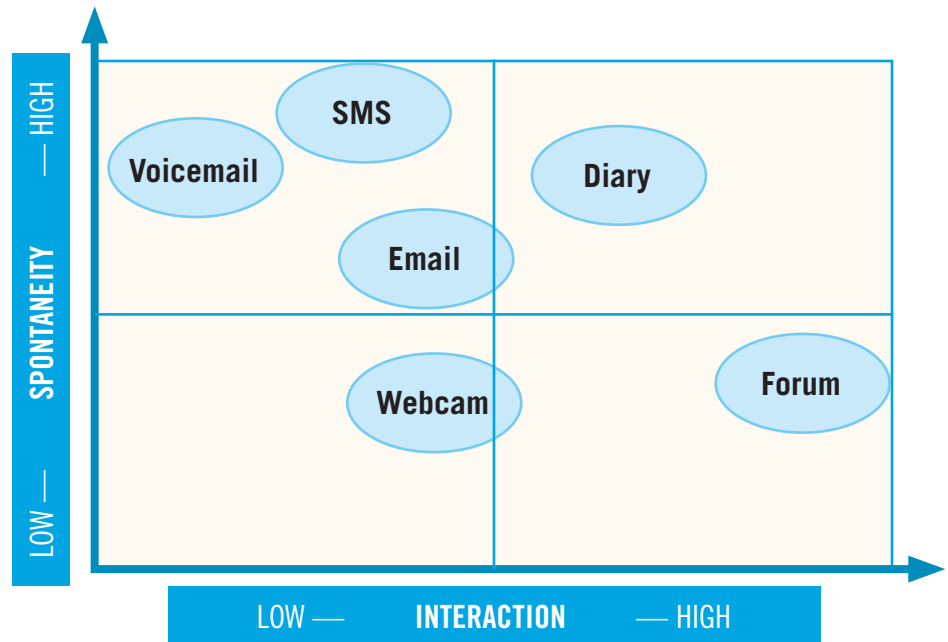 SMS
Voicemail
Diary
Email
Webcam
Forum
LOW — SPONTANEITY — HIGH
LOW — INTERACTION — HIGH